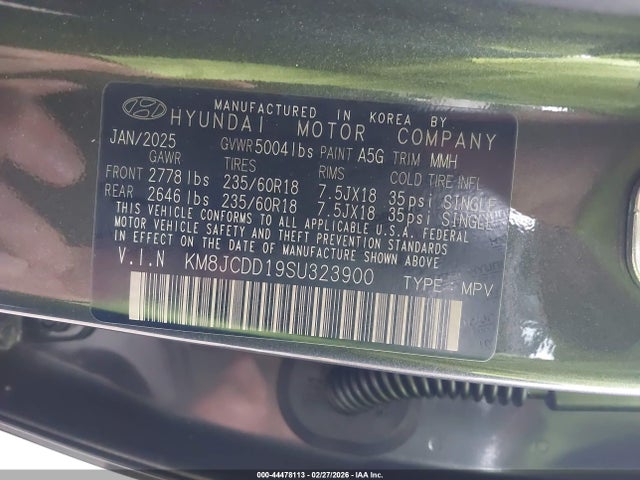 MANUFACTURED IN KOREA BY
HYUNDAI MOTOR COMPANY
JAN/2025 GVWR 5004 lbs PAINT A5G TRIM MMH
GAWR TIRES RIMS COLD TIRE INFL
FRONT 2778 lbs 235/60R18 7.5JX18 35psi SINGLE
REAR 2646 lbs 235/60R18 7.5JX18 35psi SINGLE
THIS VEHICLE CONFORMS TO ALL APPLICABLE U.S.A. FEDERAL
MOTOR VEHICLE SAFETY AND THEFT PREVENTION STANDARDS
IN EFFECT ON THE DATE OF MANUFACTURE SHOWN ABOVE.
V.I.N KM8JCDD19SU323900 TYPE: MPV
000-44478113 - 02/27/2026 - IAA Inc.